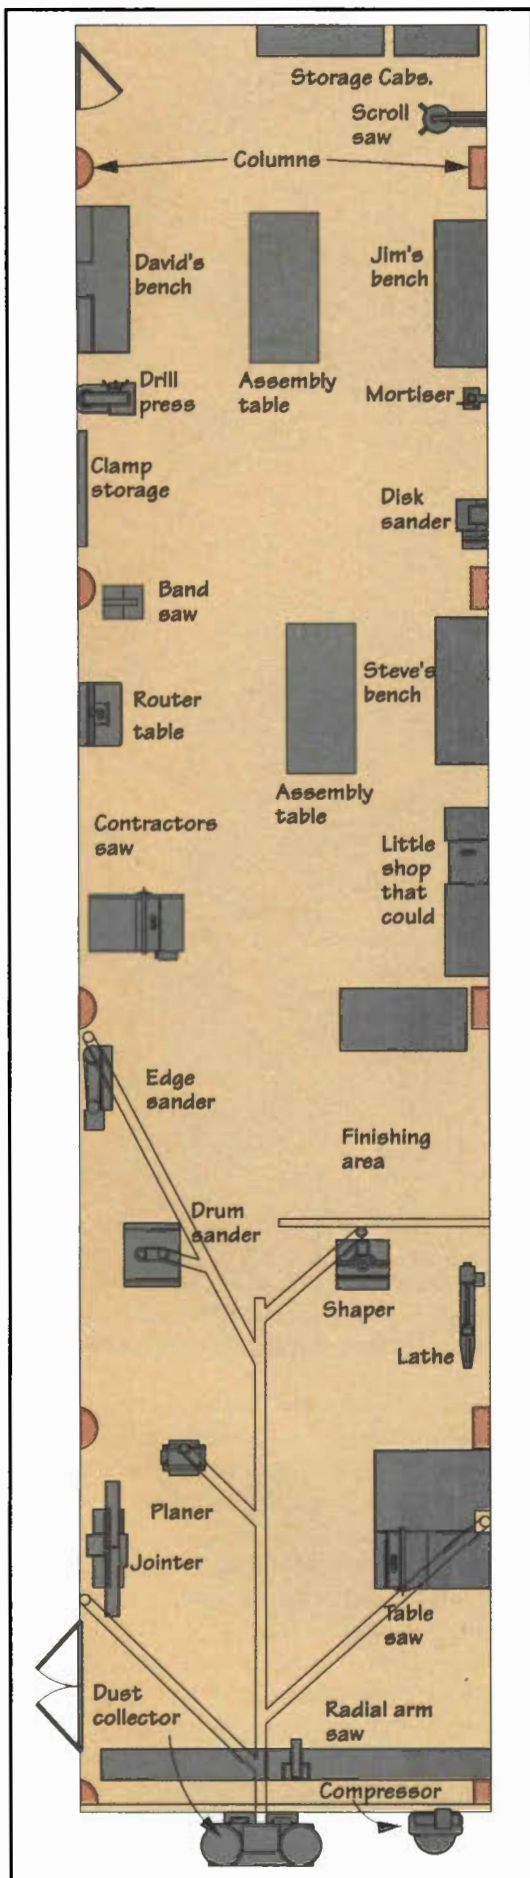 Storage Cabs.
Scroll
saw
Columns
David's
bench
Jim's
bench
Drill
press
Assembly
table
Mortiser
Clamp
storage
Disk
sander
Band
saw
Steve's
bench
Router
table
Assembly
table
Contractors
saw
Little
shop
that
could
Edge
sander
Finishing
area
Drum
sander
Shaper
Lathe
Planer
Jointer
Table
saw
Dust
collector
Radial arm
saw
Compressor